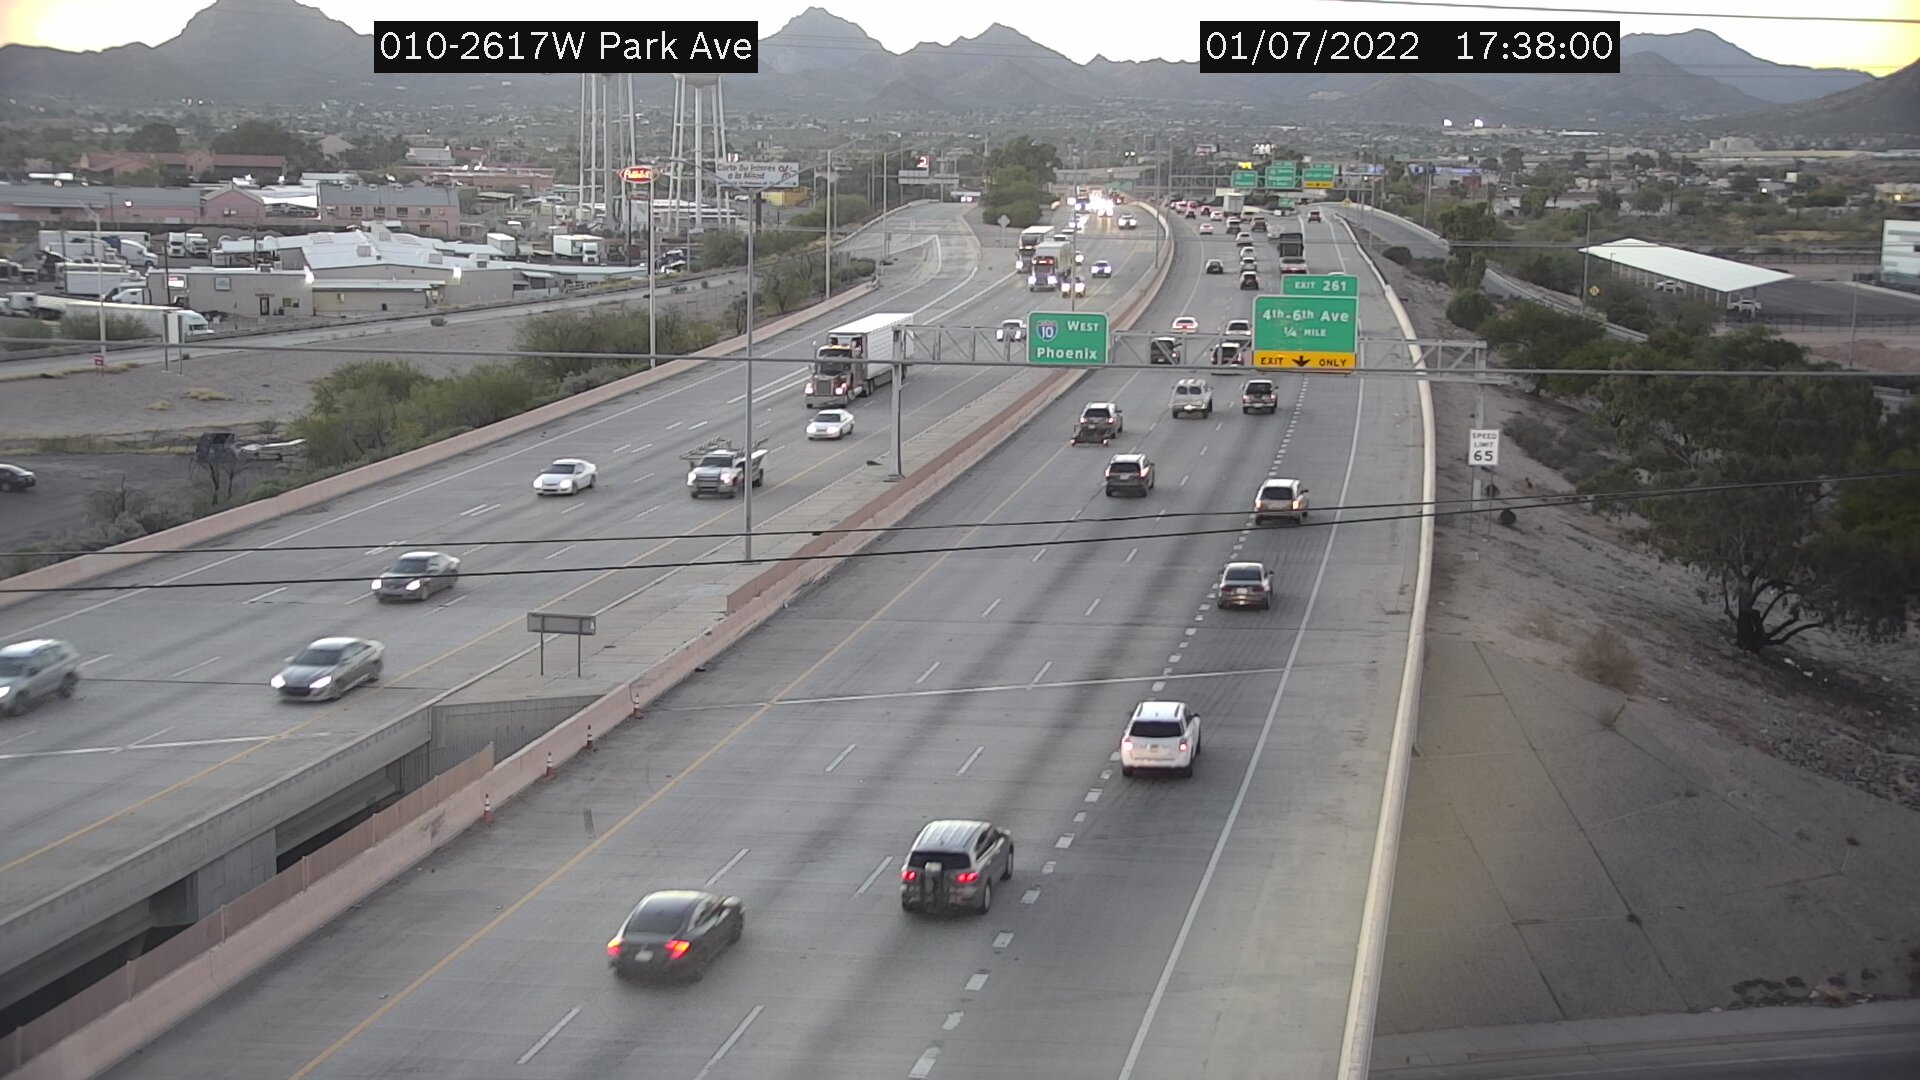 010-2617W Park Ave
01/07/2022 17:38:00
EXIT 261
4th-6th Ave
1/4 MILE
EXIT ONLY
10 WEST
Phoenix
SPEED
LIMIT
65